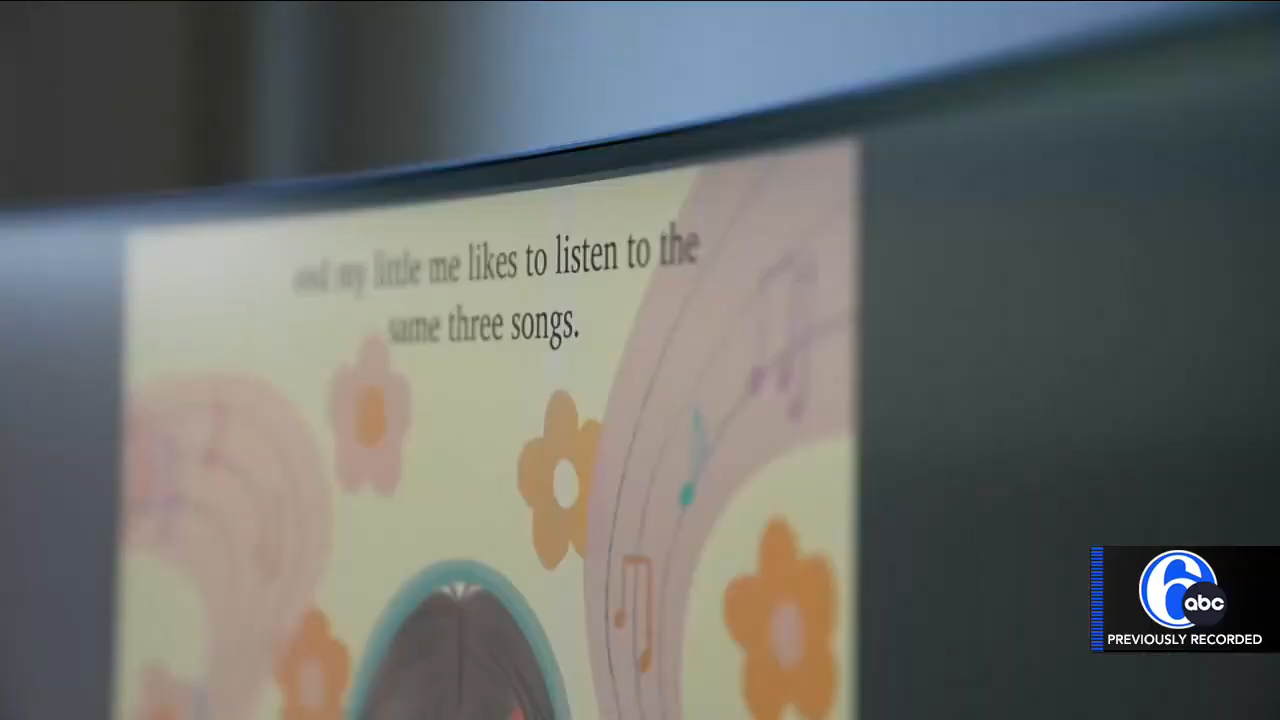 and my little me likes to listen to the
same three songs.
6
abc
PREVIOUSLY RECORDED